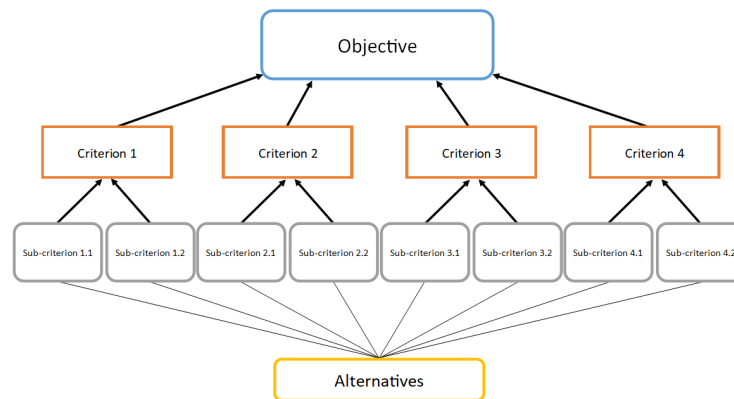 Objective
Criterion 1
Criterion 2
Criterion 3
Criterion 4
Sub-criterion 1.1
Sub-criterion 1.2
Sub-criterion 2.1
Sub-criterion 2.2
Sub-criterion 3.1
Sub-criterion 3.2
Sub-criterion 4.1
Sub-criterion 4.2
Alternatives